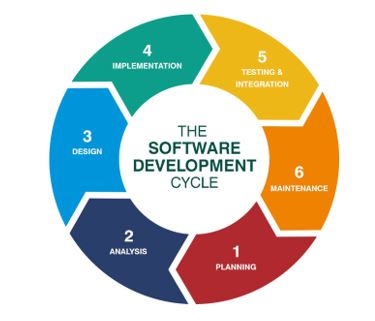 THE
SOFTWARE
DEVELOPMENT
CYCLE
1
PLANNING
2
ANALYSIS
3
DESIGN
4
IMPLEMENTATION
5
TESTING &
INTEGRATION
6
MAINTENANCE